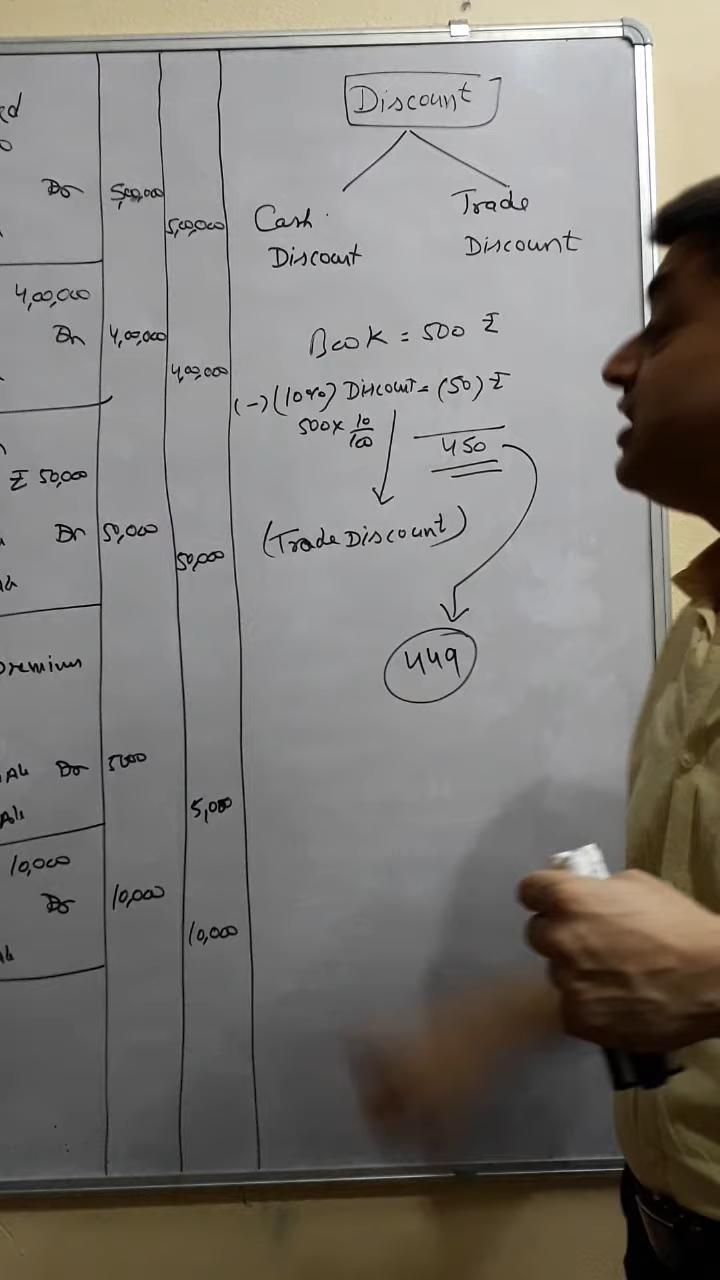 Dr 5,00,000
5,00,000
4,00,000
Dr 4,00,000
4,00,000
₹ 50,000
Dr 50,000
50,000
Premium
Dr 5000
5,000
10,000
Dr 10,000
10,000
Discount
Cash Discount
Trade Discount
Book = 500 ₹
(-) (10%) Discount = (50) ₹
500 × 10/100
450
(Trade Discount)
449